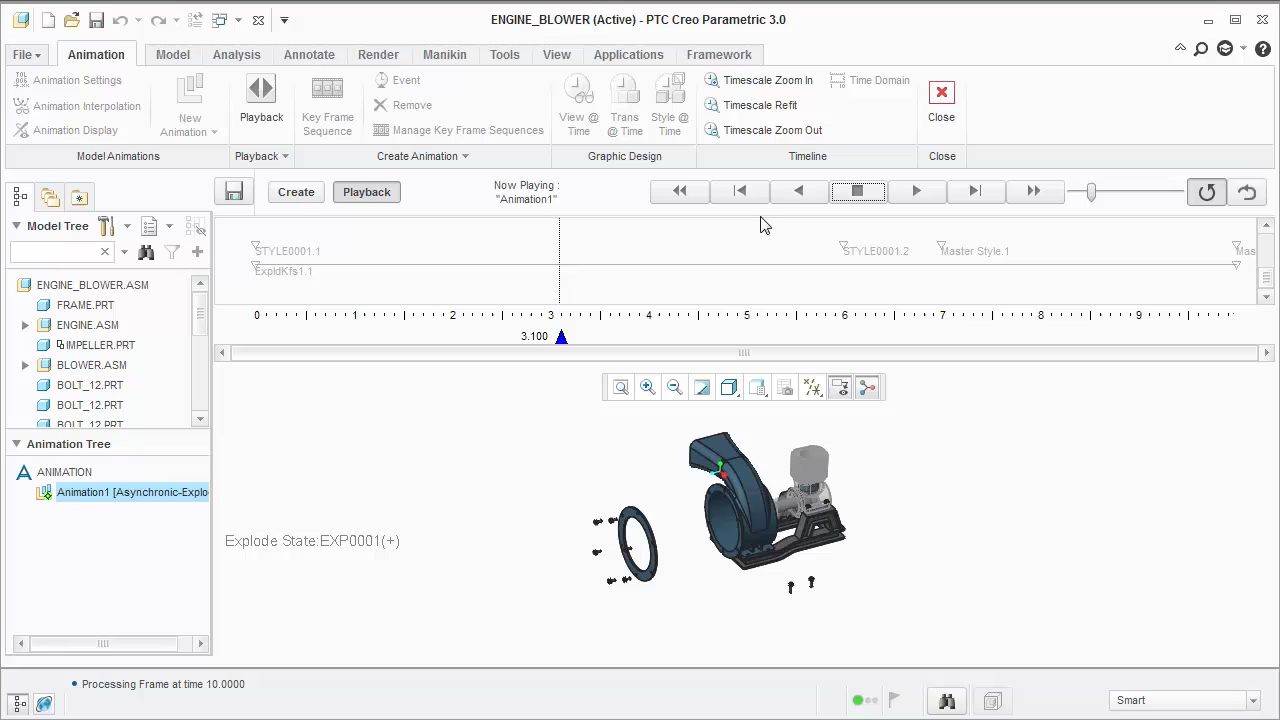 ENGINE_BLOWER (Active) - PTC Creo Parametric 3.0
File Animation Model Analysis Annotate Render Manikin Tools View Applications Framework
Animation Settings
Animation Interpolation
Animation Display
New Animation
Model Animations
Playback
Playback
Key Frame Sequence
Event
Remove
Manage Key Frame Sequences
Create Animation
View @ Time
Trans @ Time
Style @ Time
Graphic Design
Timescale Zoom In
Timescale Refit
Timescale Zoom Out
Time Domain
Timeline
Close
Close
Create Playback
Now Playing :
"Animation1"
Model Tree
STYLE0001.1 STYLE0001.2 Master Style.1 Mas
ExpldKfs1.1
0 1 2 3 4 5 6 7 8 9
3.100
ENGINE_BLOWER.ASM
FRAME.PRT
ENGINE.ASM
IMPELLER.PRT
BLOWER.ASM
BOLT_12.PRT
BOLT_12.PRT
BOLT_12.PRT
Animation Tree
ANIMATION
Animation1 [Asynchronic-Explo
Explode State:EXP0001(+)
Processing Frame at time 10.0000
Smart